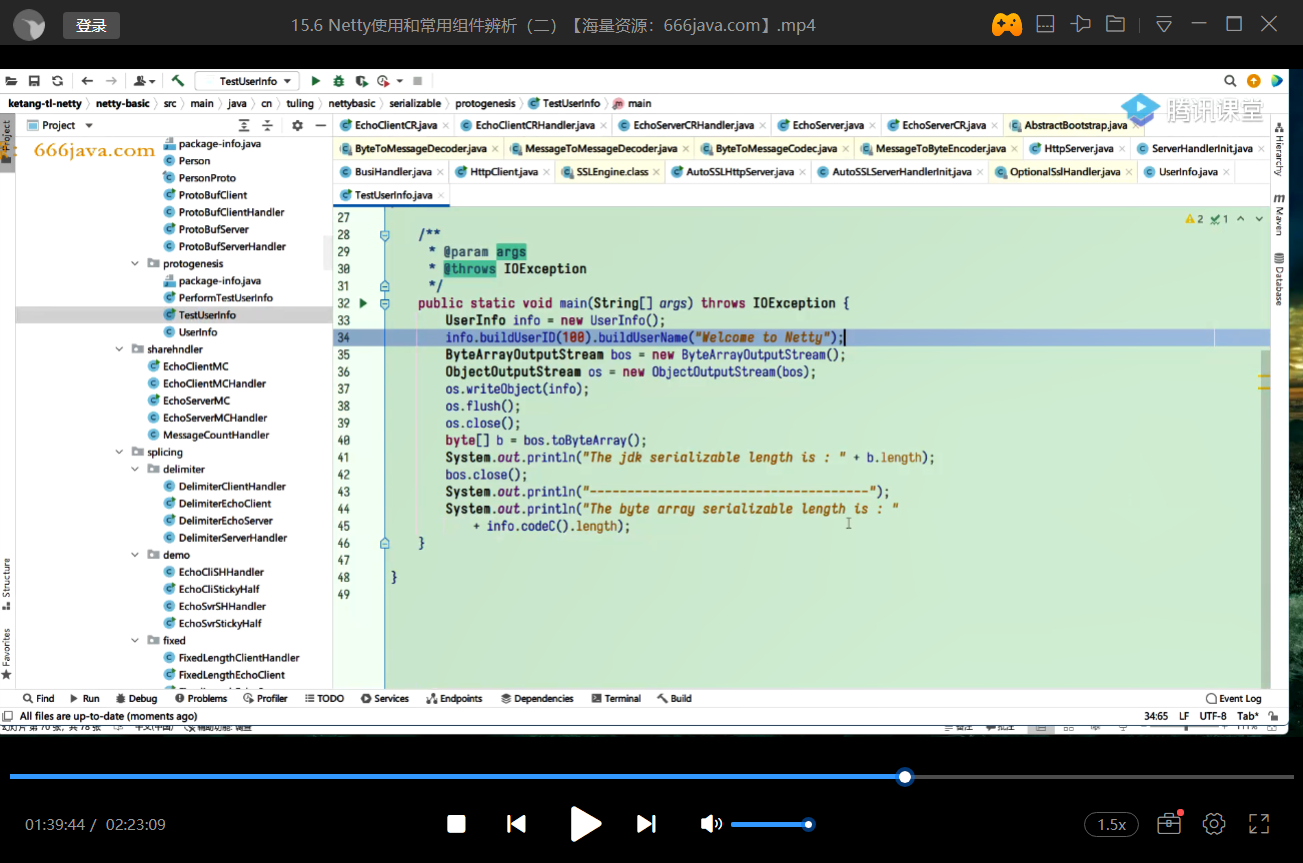 登录
15.6 Netty使用和常用组件辨析（二）【海量资源：666java.com】.mp4
TestUserInfo
ketang-tl-netty 〉 netty-basic 〉 src 〉 main 〉 java 〉 cn 〉 tuling 〉 nettybasic 〉 serializable 〉 protogenesis 〉 TestUserInfo 〉 main
腾讯课堂
Project
Project
666java.com
EchoClientCR.java EchoClientCRHandler.java EchoServerCRHandler.java EchoServer.java EchoServerCR.java AbstractBootstrap.java
ByteToMessageDecoder.java MessageToMessageDecoder.java ByteToMessageCodec.java MessageToByteEncoder.java HttpServer.java ServerHandlerInit.java
BusiHandler.java HttpClient.java SSLEngine.class AutoSSLHttpServer.java AutoSSLServerHandlerInit.java OptionalSslHandler.java UserInfo.java
TestUserInfo.java
package-info.java
Person
PersonProto
ProtoBufClient
ProtoBufClientHandler
ProtoBufServer
ProtoBufServerHandler
protogenesis
package-info.java
PerformTestUserInfo
TestUserInfo
UserInfo
sharehndler
EchoClientMC
EchoClientMCHandler
EchoServerMC
EchoServerMCHandler
MessageCountHandler
splicing
delimiter
DelimiterClientHandler
DelimiterEchoClient
DelimiterEchoServer
DelimiterServerHandler
demo
EchoCliSHHandler
EchoCliStickyHalf
EchoSvrSHHandler
EchoSvrStickyHalf
fixed
FixedLengthClientHandler
FixedLengthEchoClient
27
28 /**
29 * @param args
30 * @throws IOException
31 */
32 public static void main(String[] args) throws IOException {
33 UserInfo info = new UserInfo();
34 info.buildUserID(100).buildUserName("Welcome to Netty");
35 ByteArrayOutputStream bos = new ByteArrayOutputStream();
36 ObjectOutputStream os = new ObjectOutputStream(bos);
37 os.writeObject(info);
38 os.flush();
39 os.close();
40 byte[] b = bos.toByteArray();
41 System.out.println("The jdk serializable length is : " + b.length);
42 bos.close();
43 System.out.println("-------------------------------------");
44 System.out.println("The byte array serializable length is : "
45 + info.codeC().length);
46 }
47
48 }
49
2 1
Hierarchy
Maven
Database
Structure
Favorites
Find Run Debug Problems Profiler TODO Services Endpoints Dependencies Terminal Build Event Log
All files are up-to-date (moments ago) 34:65 LF UTF-8 Tab*
01:39:44 / 02:23:09
1.5x